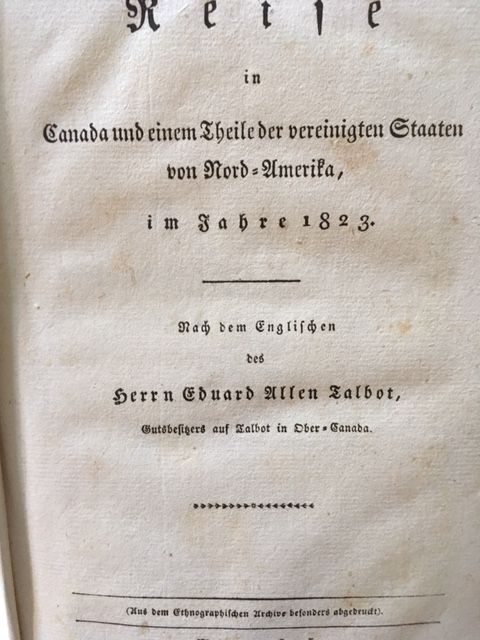 Reise
in
Canada und einem Theile der vereinigten Staaten
von Nord-Amerika,
im Jahre 1823.
Nach dem Englischen
des
Herrn Eduard Allen Talbot,
Gutsbesitzers auf Talbot in Ober-Canada.
(Aus dem Ethnographischen Archive besonders abgedruckt).